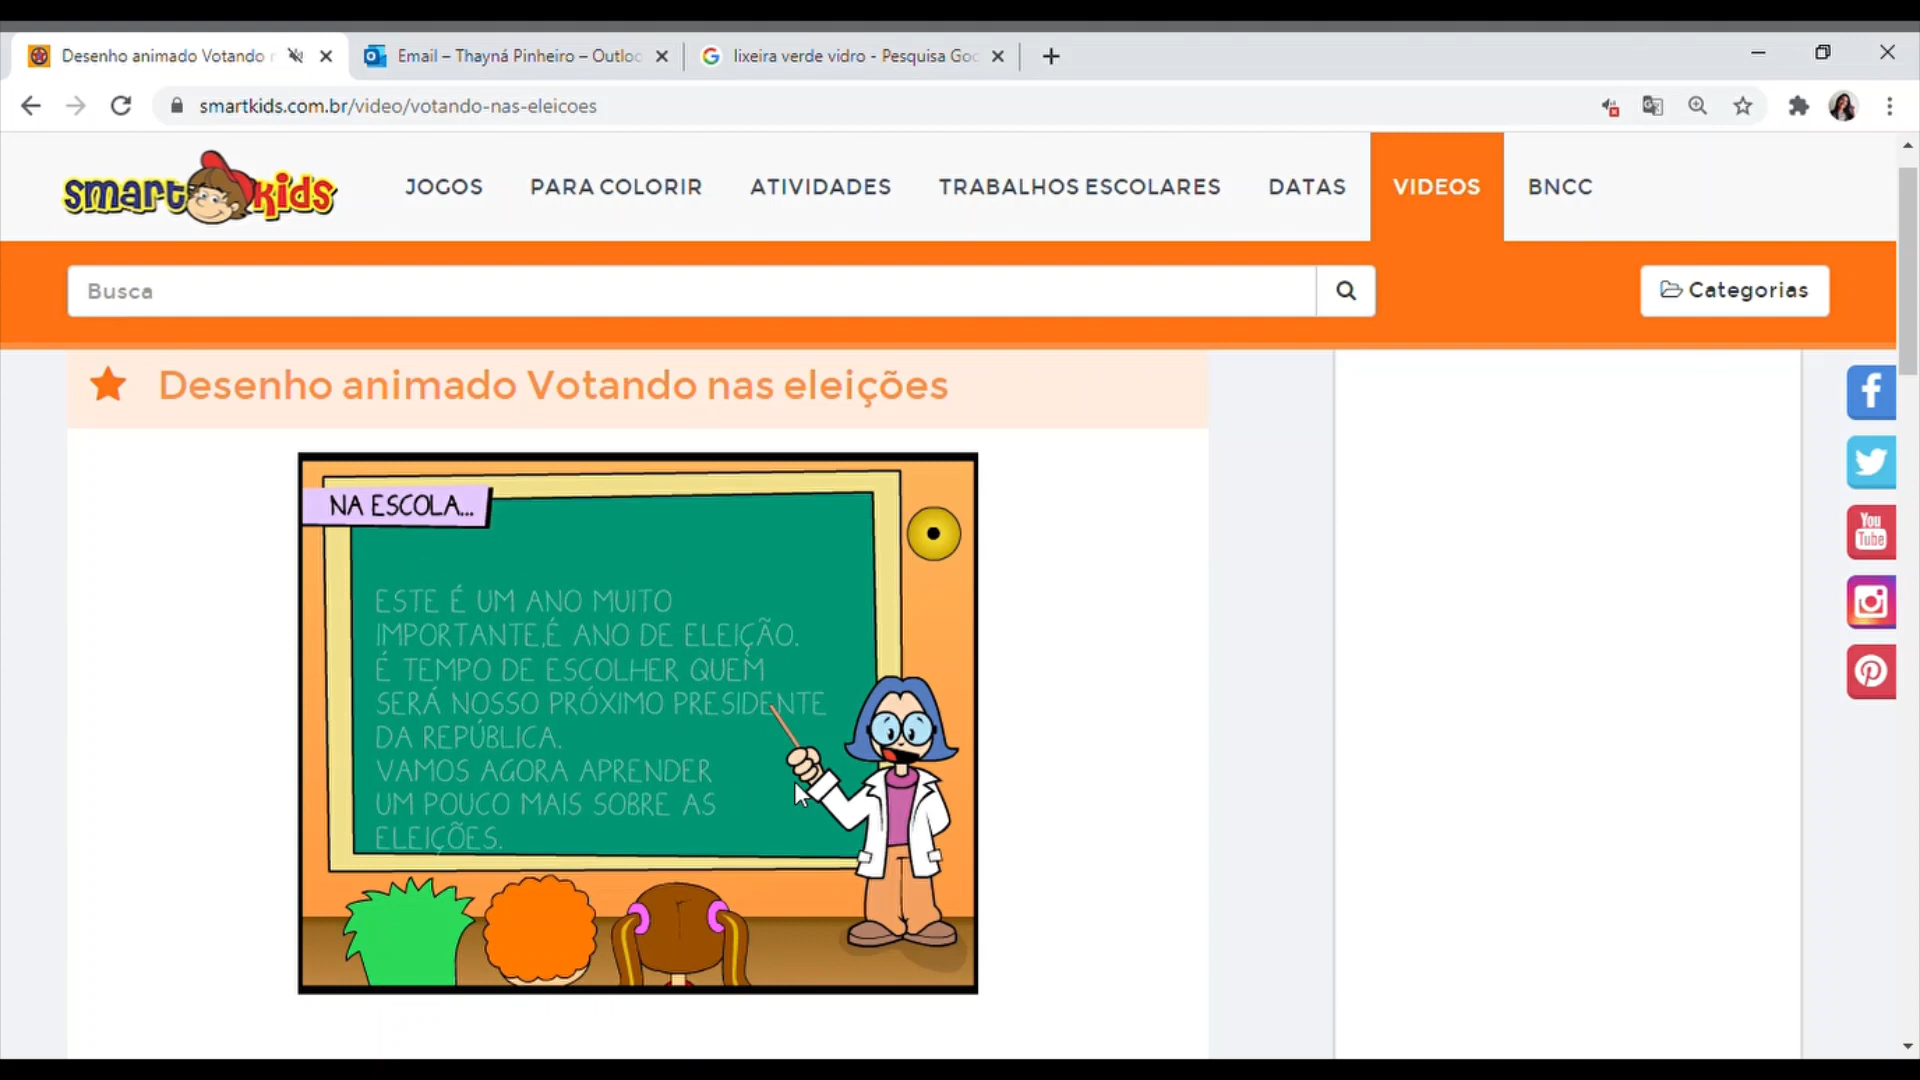 Desenho animado Votando n
Email – Thayná Pinheiro – Outloo
lixeira verde vidro - Pesquisa Goo
smartkids.com.br/video/votando-nas-eleicoes
smart kids
JOGOS
PARA COLORIR
ATIVIDADES
TRABALHOS ESCOLARES
DATAS
VIDEOS
BNCC
Busca
Categorias
Desenho animado Votando nas eleições
NA ESCOLA...
ESTE É UM ANO MUITO
IMPORTANTE,É ANO DE ELEIÇÃO.
É TEMPO DE ESCOLHER QUEM
SERÁ NOSSO PRÓXIMO PRESIDENTE
DA REPÚBLICA.
VAMOS AGORA APRENDER
UM POUCO MAIS SOBRE AS
ELEIÇÕES.
You
Tube